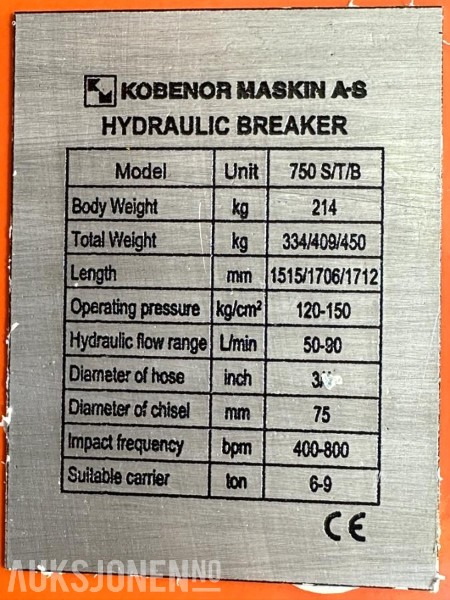 KOBENOR MASKIN A·S
HYDRAULIC BREAKER
Model Unit 750 S/T/B
Body Weight kg 214
Total Weight kg 334/409/450
Length mm 1515/1706/1712
Operating pressure kg/cm² 120-150
Hydraulic flow range L/min 50-90
Diameter of hose inch
Diameter of chisel mm 75
Impact frequency bpm 400-800
Suitable carrier ton 6-9
CE
AUKSJONEN.NO